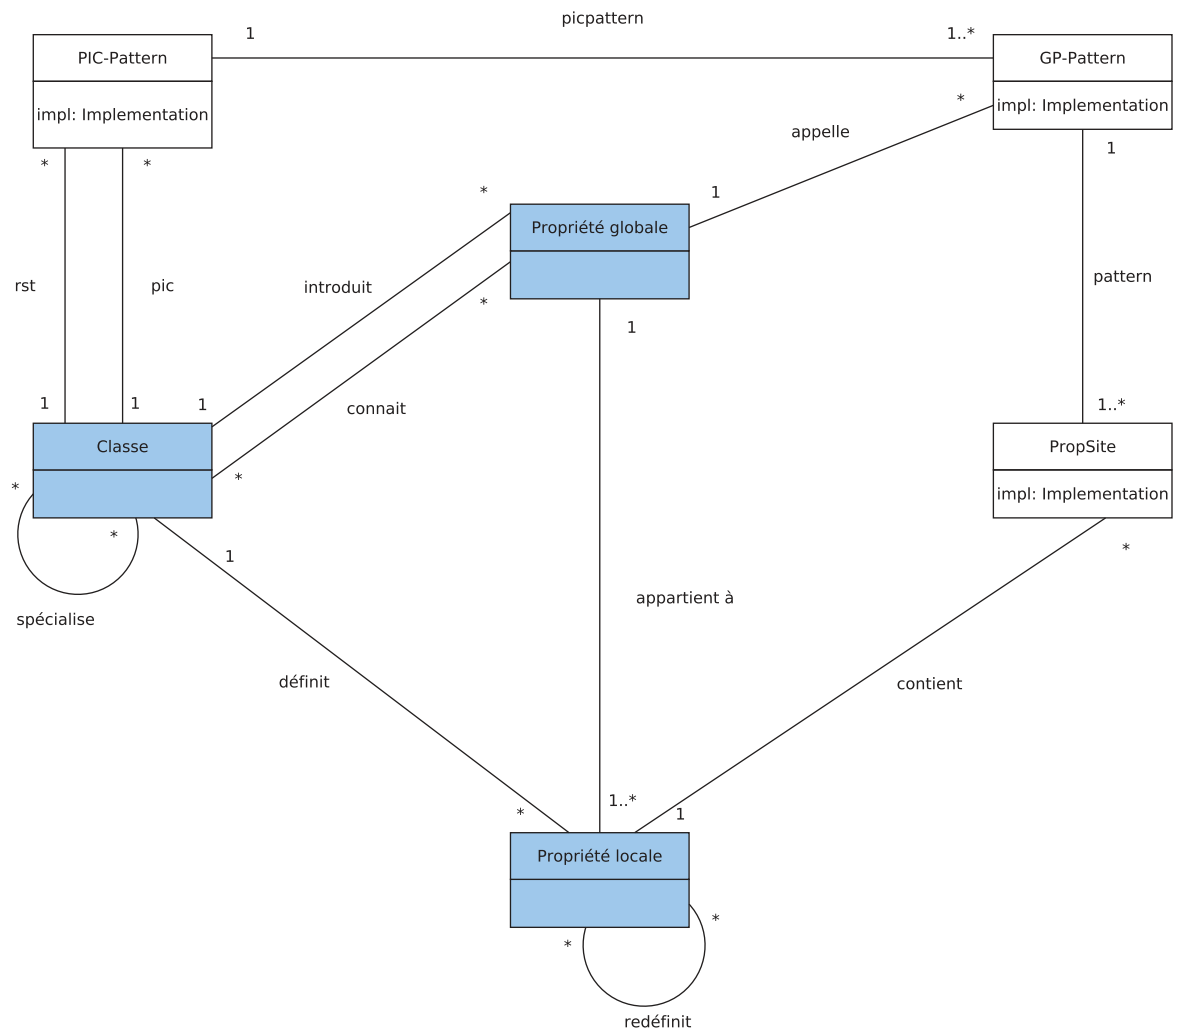 picpattern
1
1..*
PIC-Pattern
GP-Pattern
impl: Implementation
impl: Implementation
*
appelle
*
*
1
*
1
Propriété globale
rst
pic
introduit
pattern
*
1
connait
1
1
1
1..*
Classe
PropSite
*
*
impl: Implementation
*
1
*
spécialise
appartient à
définit
contient
*
1..*
1
Propriété locale
*
*
redéfinit